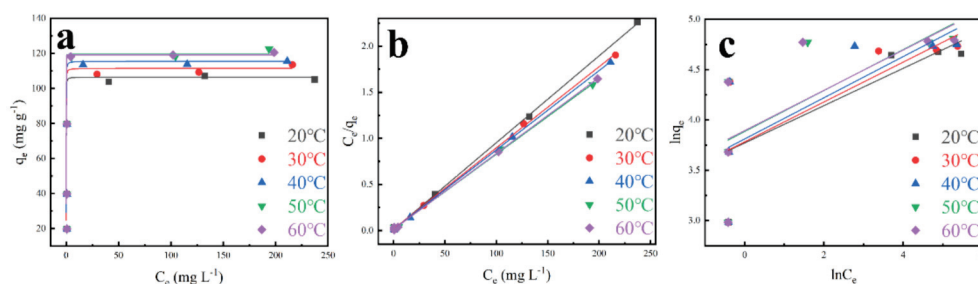 a
140
120
100
80
60
40
20
qe (mg g-1)
0
50
100
150
200
250
Ce (mg L-1)
20°C
30°C
40°C
50°C
60°C
b
2.0
1.5
1.0
0.5
0.0
Ce/qe
0
50
100
150
200
250
Ce (mg L-1)
20°C
30°C
40°C
50°C
60°C
c
5.0
4.5
4.0
3.5
3.0
lnqe
0
2
4
lnCe
20°C
30°C
40°C
50°C
60°C